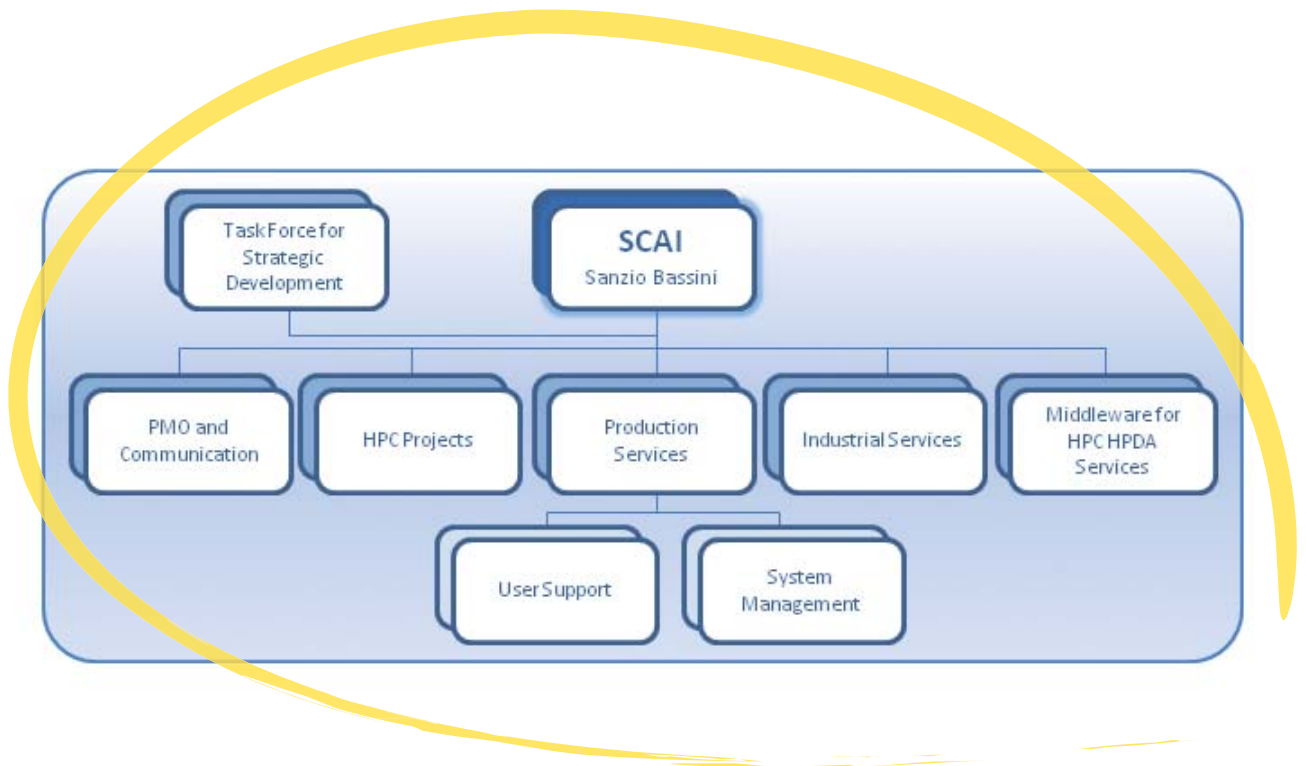 Task Force for
Strategic
Development
SCAI
Sanzio Bassini
PMO and
Communication
HPC Projects
Production
Services
Industrial Services
Middleware for
HPC HPDA
Services
User Support
System
Management